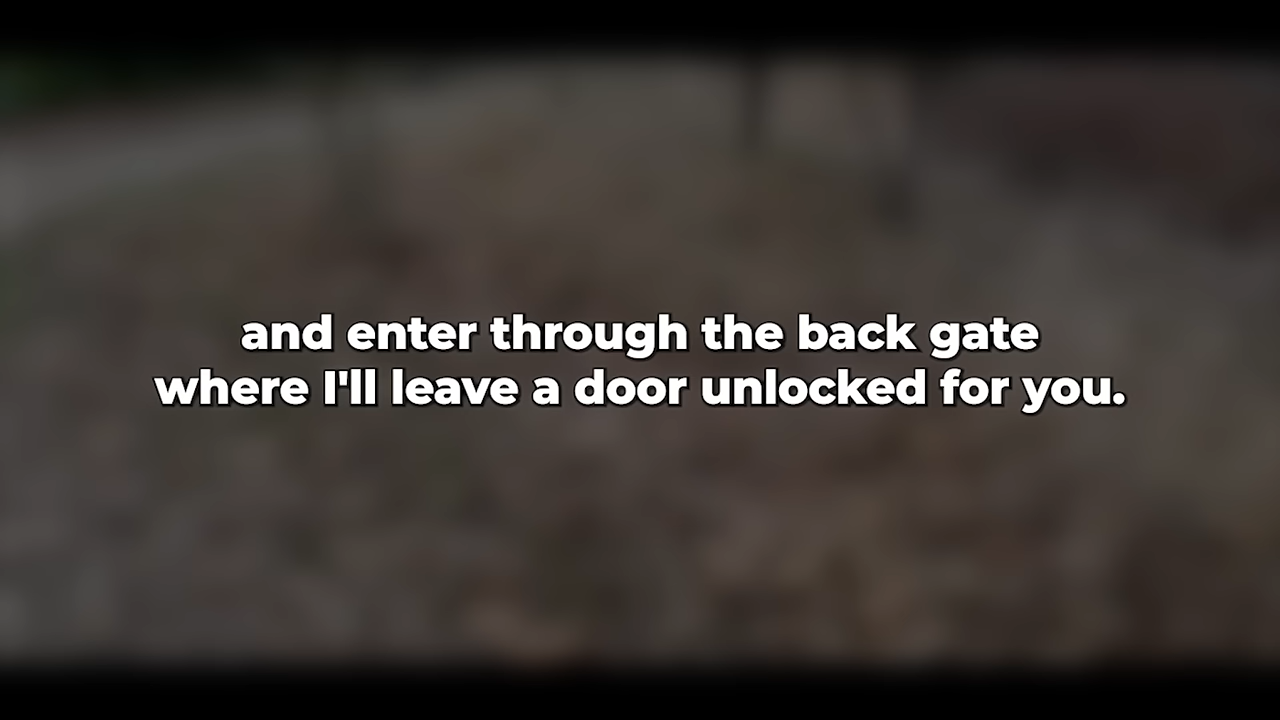 and enter through the back gate
where I'll leave a door unlocked for you.